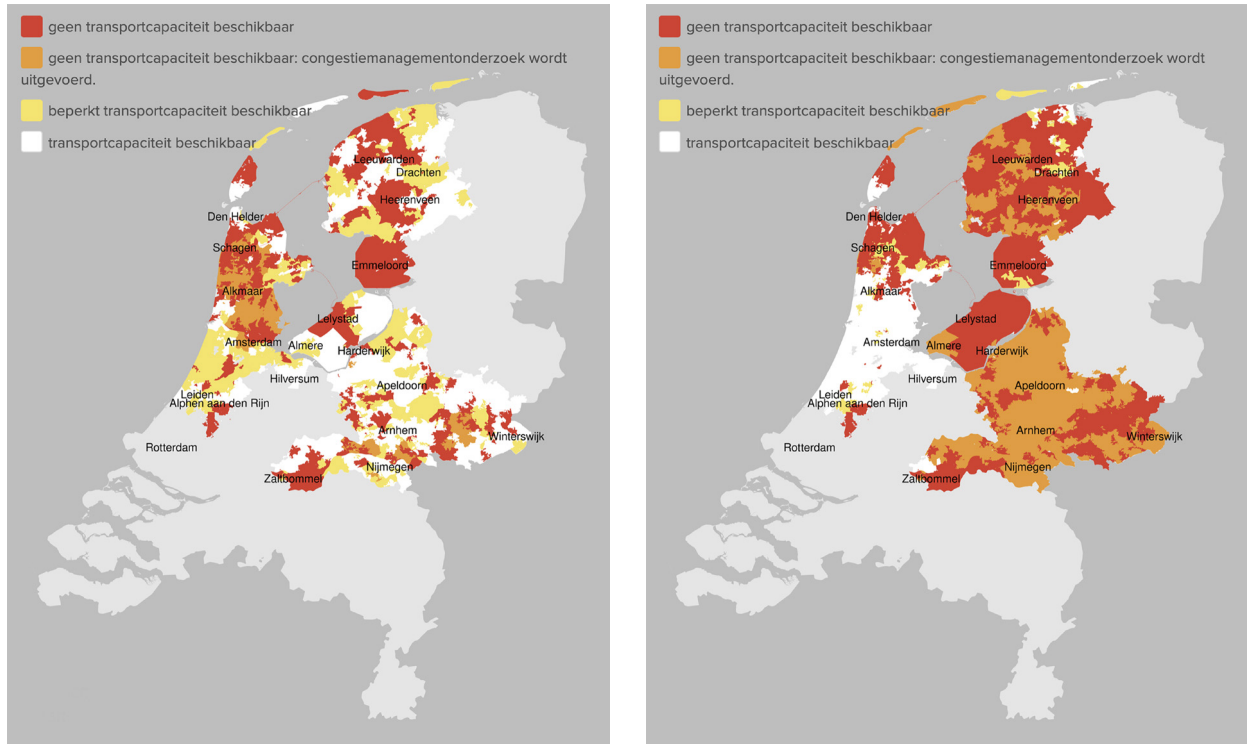 geen transportcapaciteit beschikbaar
geen transportcapaciteit beschikbaar: congestiemanagementonderzoek wordt
uitgevoerd.
beperkt transportcapaciteit beschikbaar
transportcapaciteit beschikbaar
Leeuwarden
Drachten
Heerenveen
Den Helder
Schagen
Emmeloord
Alkmaar
Lelystad
Amsterdam
Almere
Harderwijk
Hilversum
Apeldoorn
Leiden
Alphen aan den Rijn
Arnhem
Winterswijk
Rotterdam
Nijmegen
Zaltbommel
geen transportcapaciteit beschikbaar
geen transportcapaciteit beschikbaar: congestiemanagementonderzoek wordt
uitgevoerd.
beperkt transportcapaciteit beschikbaar
transportcapaciteit beschikbaar
Leeuwarden
Drachten
Heerenveen
Den Helder
Schagen
Emmeloord
Alkmaar
Lelystad
Amsterdam
Almere
Harderwijk
Hilversum
Apeldoorn
Leiden
Alphen aan den Rijn
Arnhem
Winterswijk
Rotterdam
Nijmegen
Zaltbommel